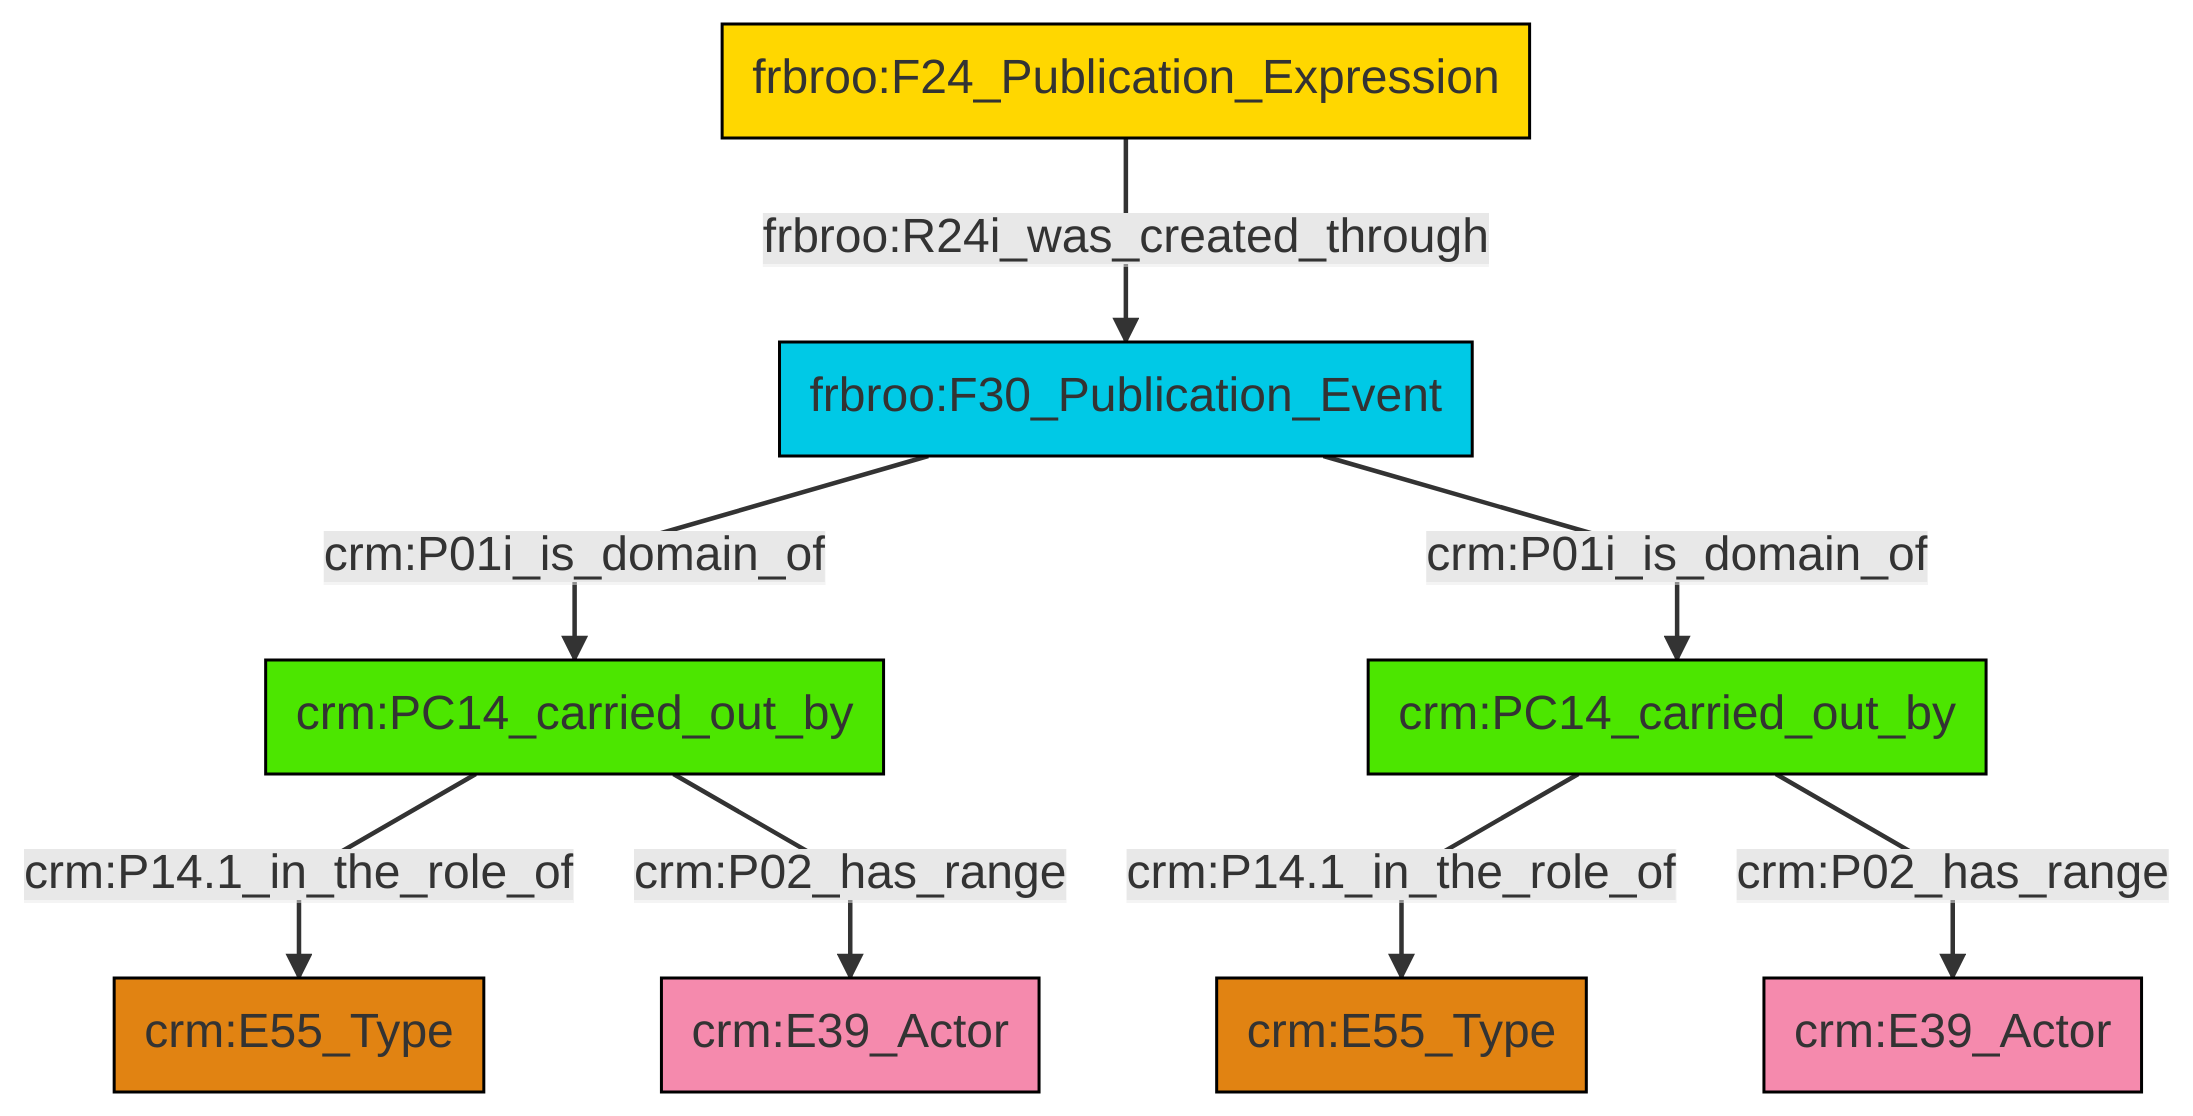 frbroo:F24_Publication_Expression
frbroo:R24i_was_created_through
frbroo:F30_Publication_Event
crm:P01i_is_domain_of
crm:P01i_is_domain_of
crm:PC14_carried_out_by
crm:PC14_carried_out_by
crm:P14.1_in_the_role_of
crm:P02_has_range
crm:P14.1_in_the_role_of
crm:P02_has_range
crm:E55_Type
crm:E39_Actor
crm:E55_Type
crm:E39_Actor